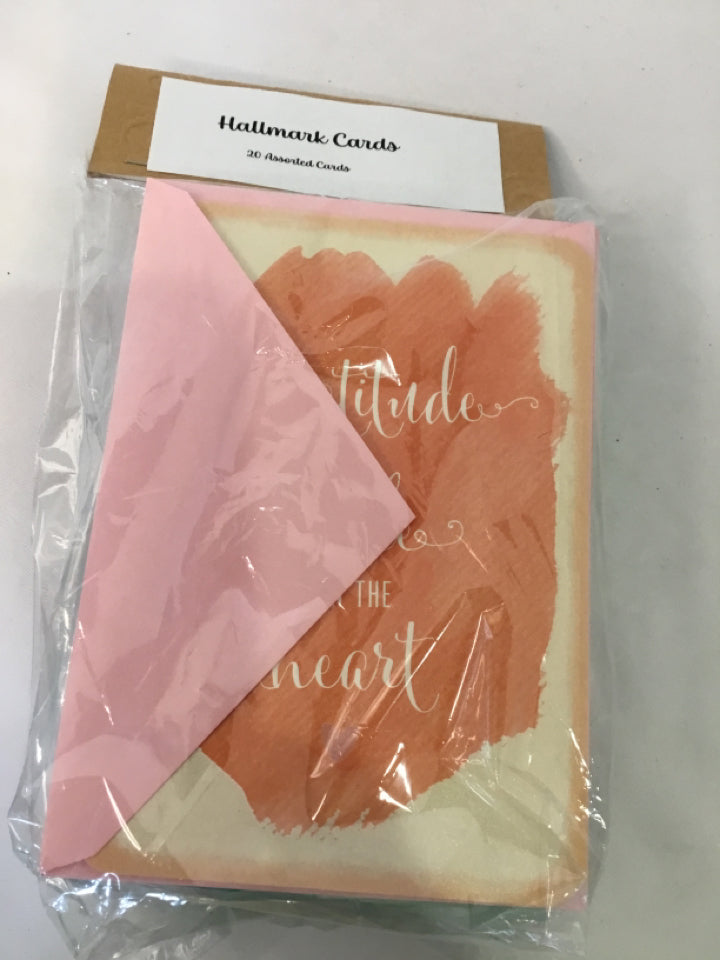 Hallmark Cards
20 Assorted Cards
titude
e
THE
heart